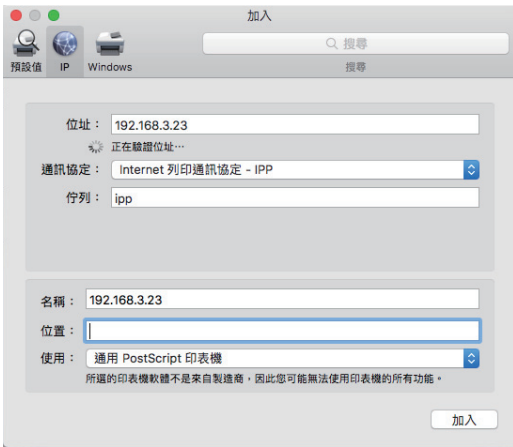 加入
搜尋
預設值 IP Windows 搜尋
位址： 192.168.3.23
正在驗證位址…
通訊協定： Internet 列印通訊協定 - IPP
佇列： ipp
名稱： 192.168.3.23
位置：
使用： 通用 PostScript 印表機
所選的印表機軟體不是來自製造商，因此您可能無法使用印表機的所有功能。
加入